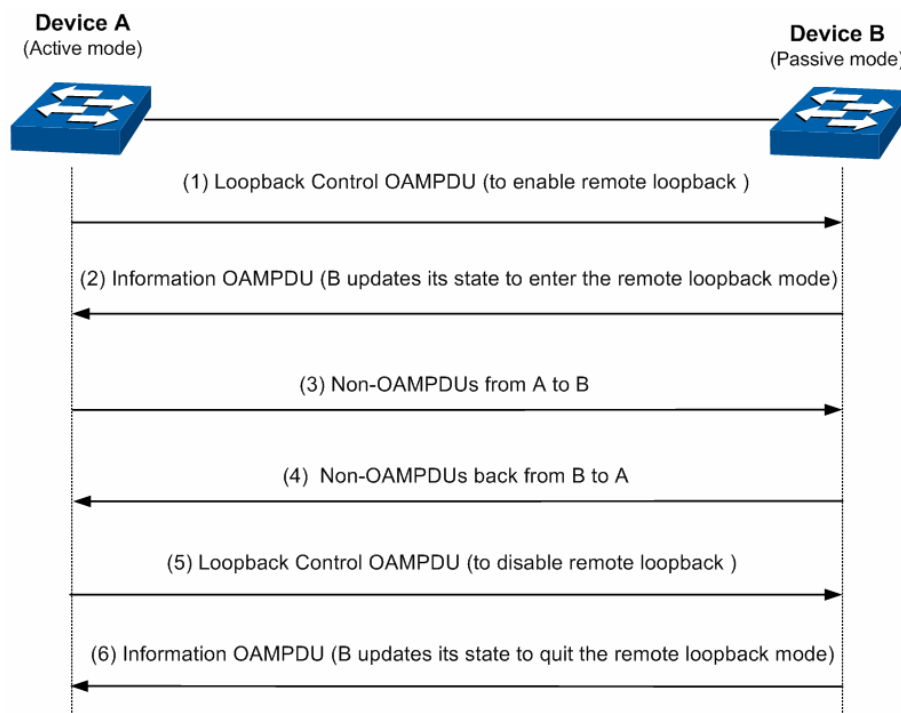 Device A
(Active mode)
Device B
(Passive mode)
(1) Loopback Control OAMPDU (to enable remote loopback )
(2) Information OAMPDU (B updates its state to enter the remote loopback mode)
(3) Non-OAMPDUs from A to B
(4) Non-OAMPDUs back from B to A
(5) Loopback Control OAMPDU (to disable remote loopback )
(6) Information OAMPDU (B updates its state to quit the remote loopback mode)